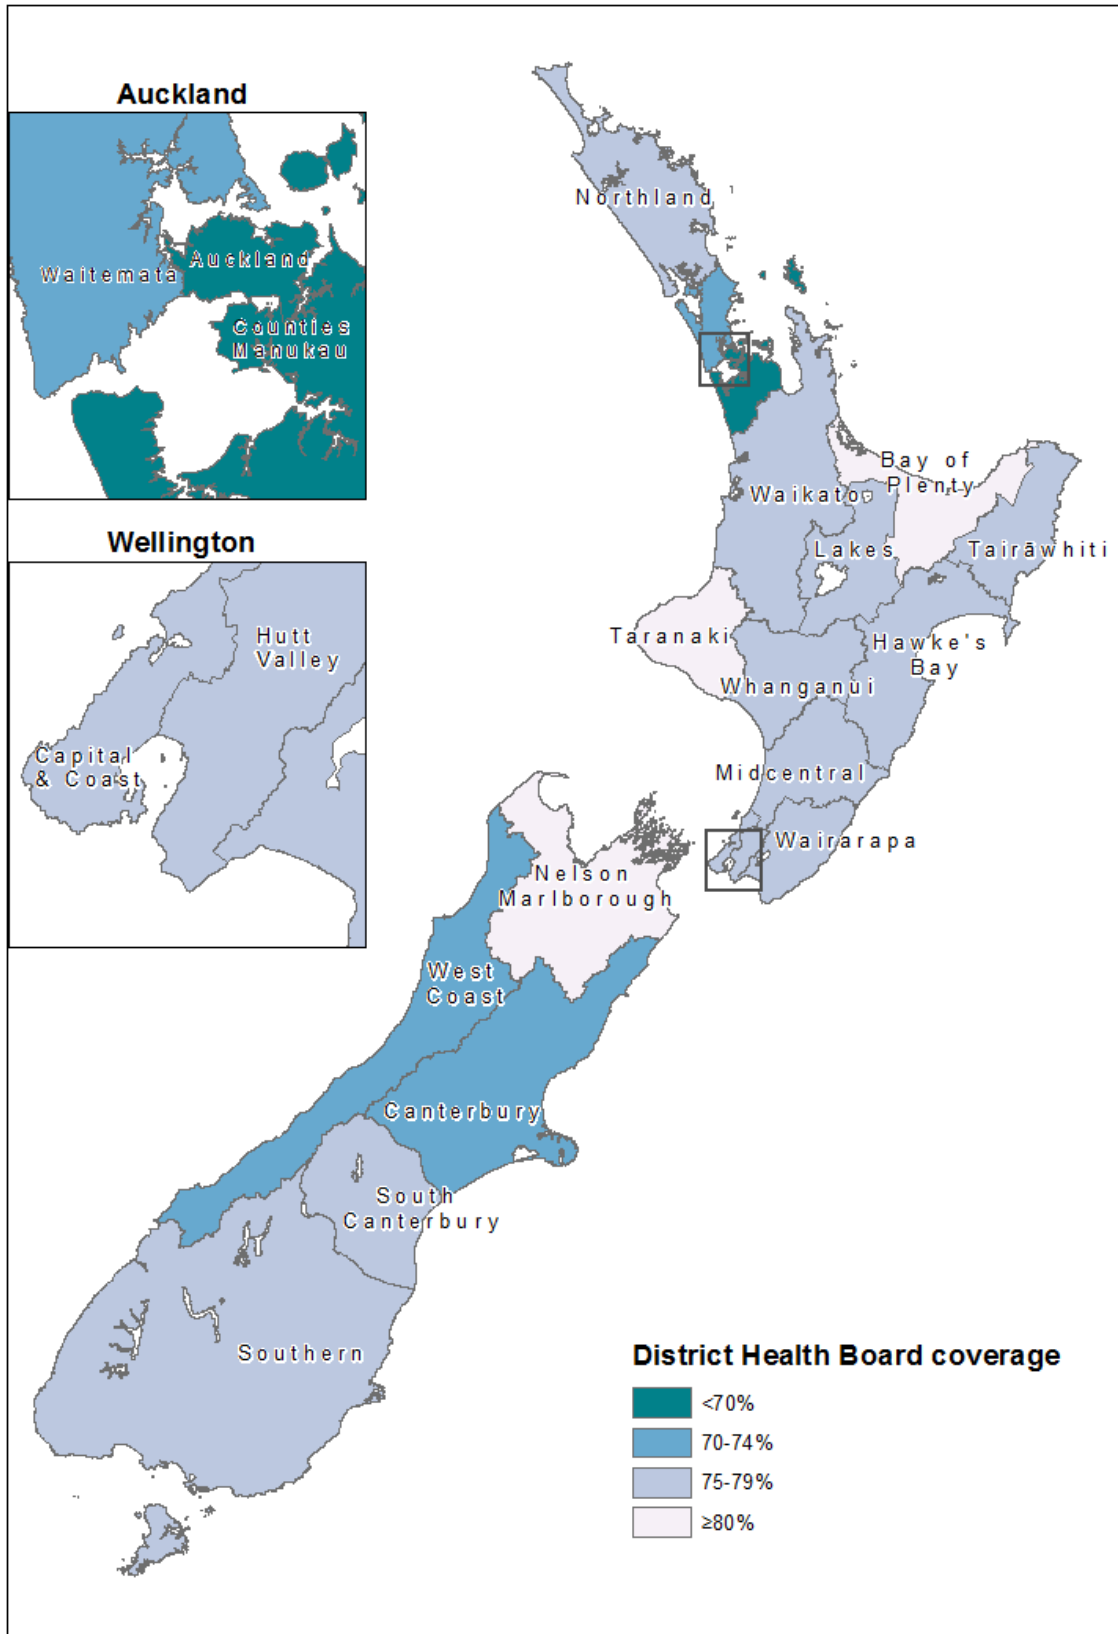 Auckland
Waitematā
Auckland
Counties
Manukau
Wellington
Hutt
Valley
Capital
& Coast
Northland
Bay of
Plenty
Waikato
Lakes
Tairāwhiti
Taranaki
Hawke's
Bay
Whanganui
Midcentral
Wairarapa
Nelson
Marlborough
West
Coast
Canterbury
South
Canterbury
Southern
District Health Board coverage
<70%
70-74%
75-79%
≥80%